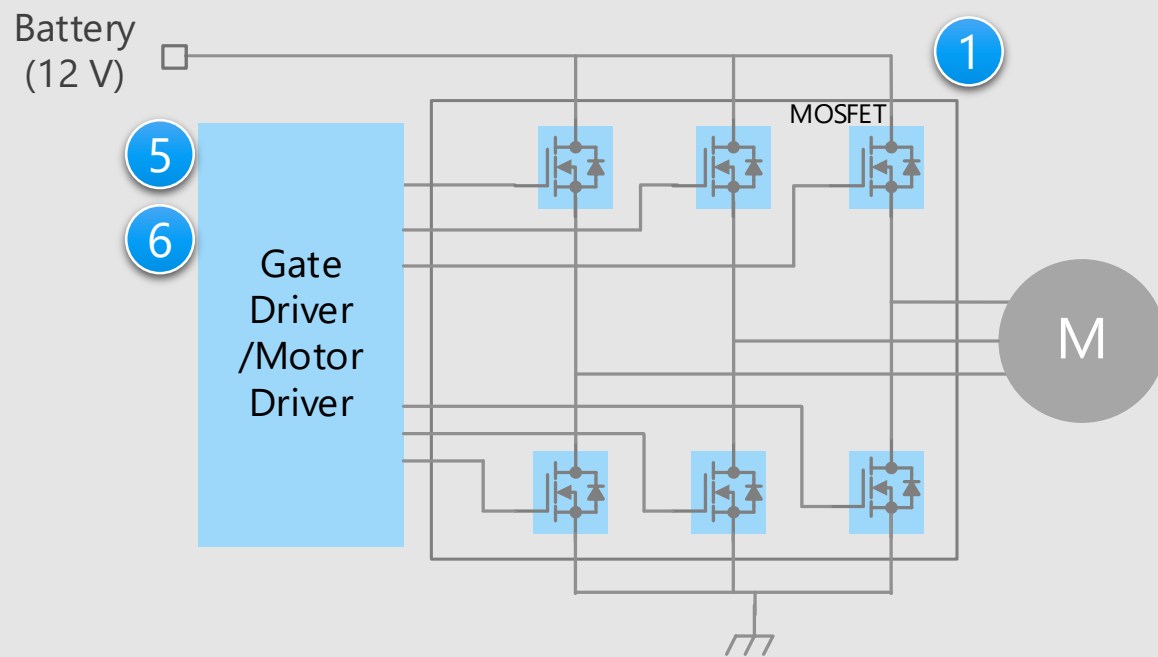 Battery
(12 V)
1
MOSFET
5
6
Gate
Driver
/Motor
Driver
M